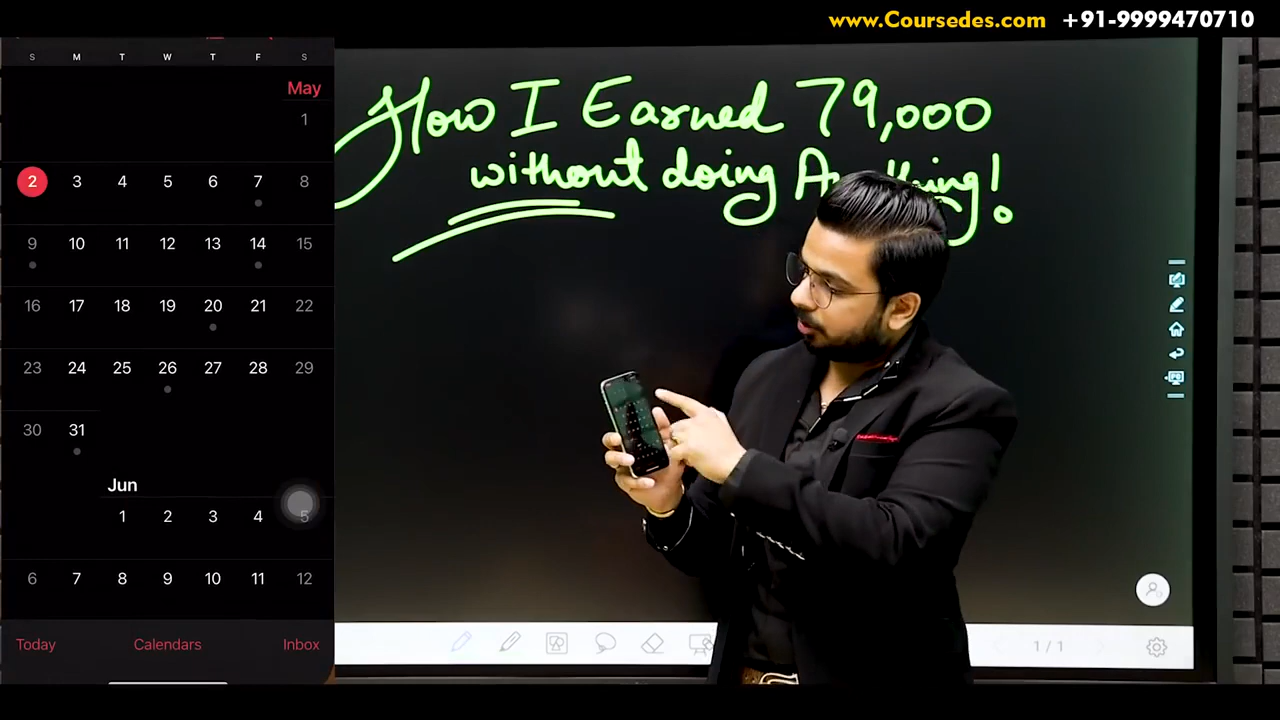 www.Coursedes.com +91-9999470710
S M T W T F S
May
1
2 3 4 5 6 7 8
9 10 11 12 13 14 15
16 17 18 19 20 21 22
23 24 25 26 27 28 29
30 31
Jun
1 2 3 4 5
6 7 8 9 10 11 12
Today Calendars Inbox
How I Earned 79,000
without doing Anything!
1 / 1